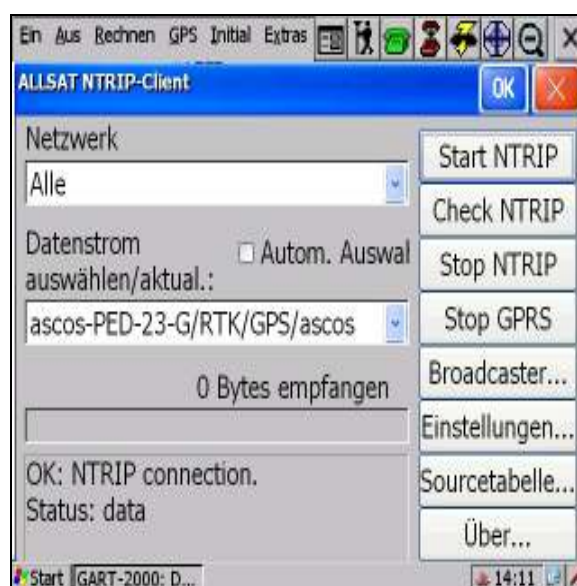 Ein Aus Rechnen GPS Initial Extras
ALLSAT NTRIP-Client OK
Netzwerk
Alle
Datenstrom
auswählen/aktual.:
Autom. Auswal
ascos-PED-23-G/RTK/GPS/ascos
0 Bytes empfangen
OK: NTRIP connection.
Status: data
Start NTRIP
Check NTRIP
Stop NTRIP
Stop GPRS
Broadcaster...
Einstellungen...
Sourcetabelle...
Über...
Start GART-2000: D... 14:11